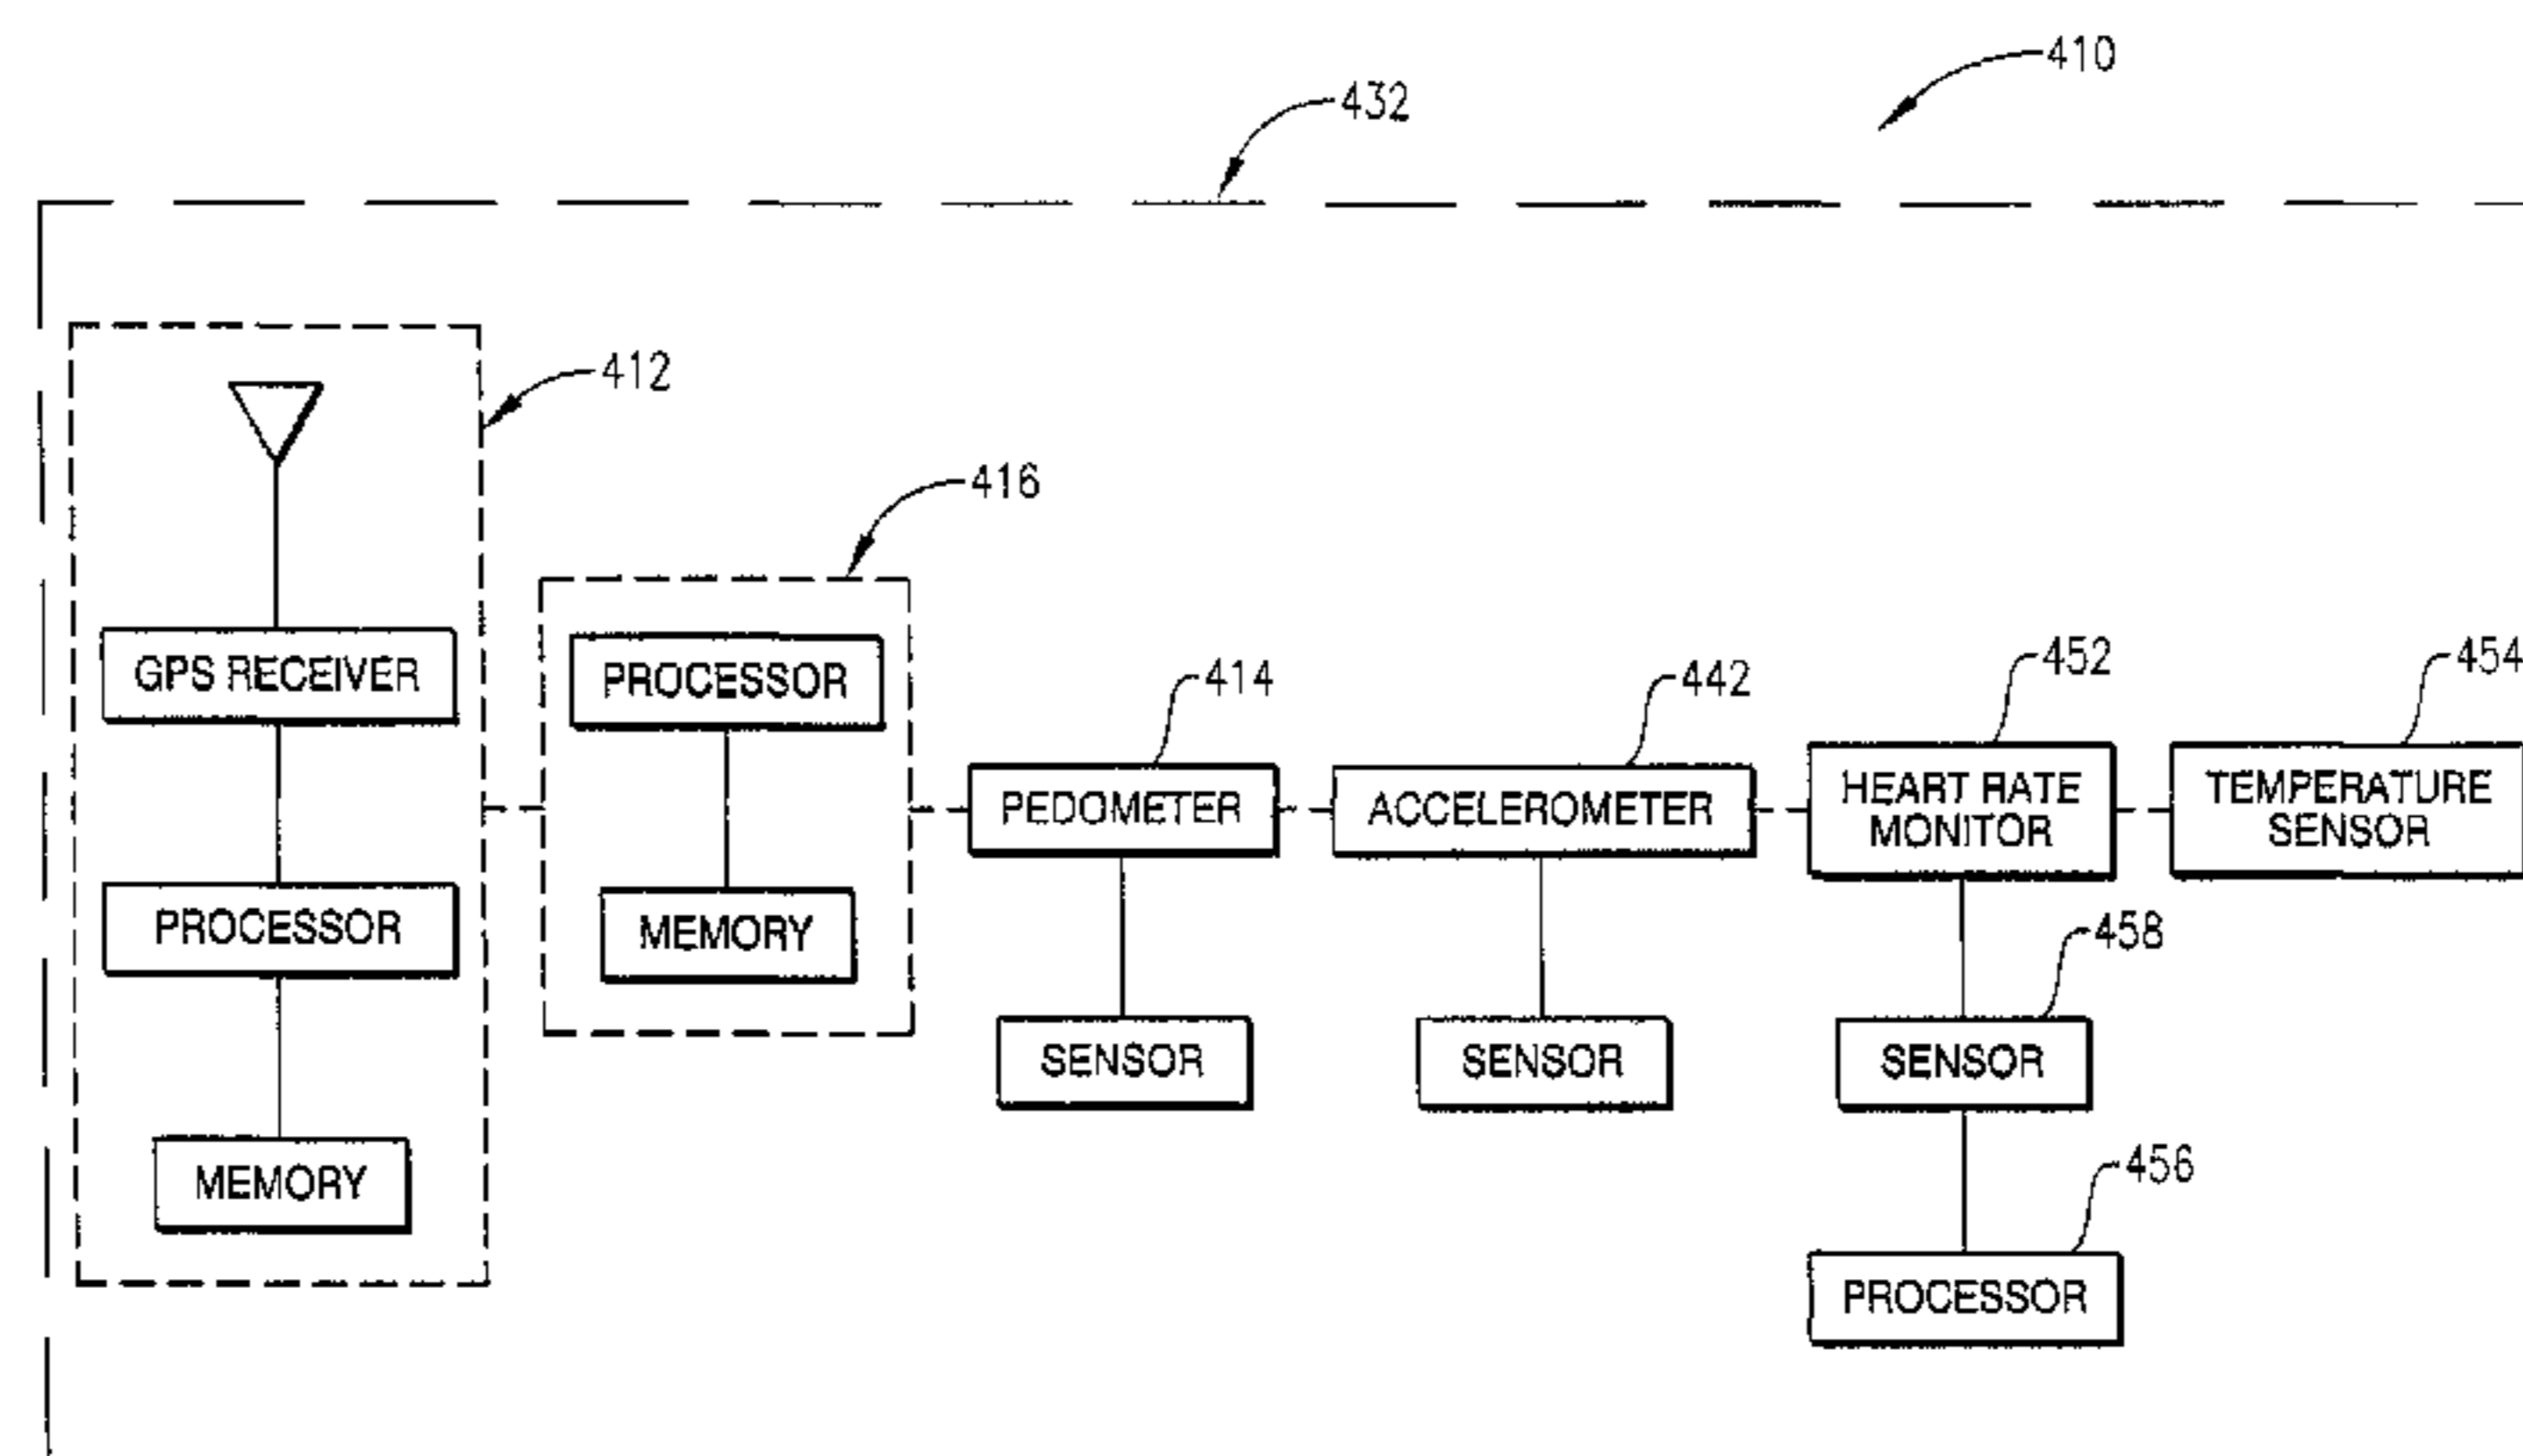 410
432
412
416
GPS RECEIVER
PROCESSOR
MEMORY
PROCESSOR
MEMORY
414
PEDOMETER
SENSOR
442
ACCELEROMETER
SENSOR
452
HEART RATE
MONITOR
458
SENSOR
456
PROCESSOR
454
TEMPERATURE
SENSOR